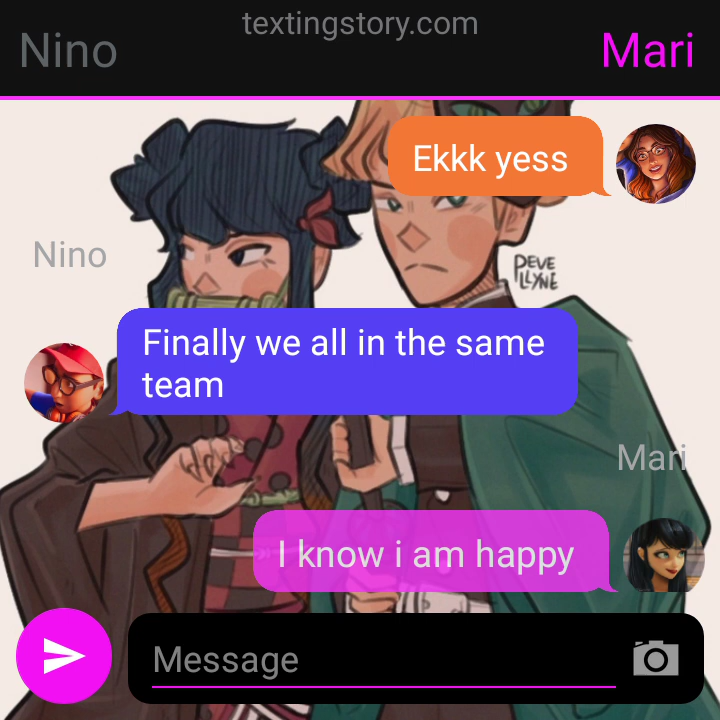 textingstory.com
Nino
Mari
Ekkk yess
Nino
PEVE
LLYNE
Finally we all in the same
team
Mari
I know i am happy
Message